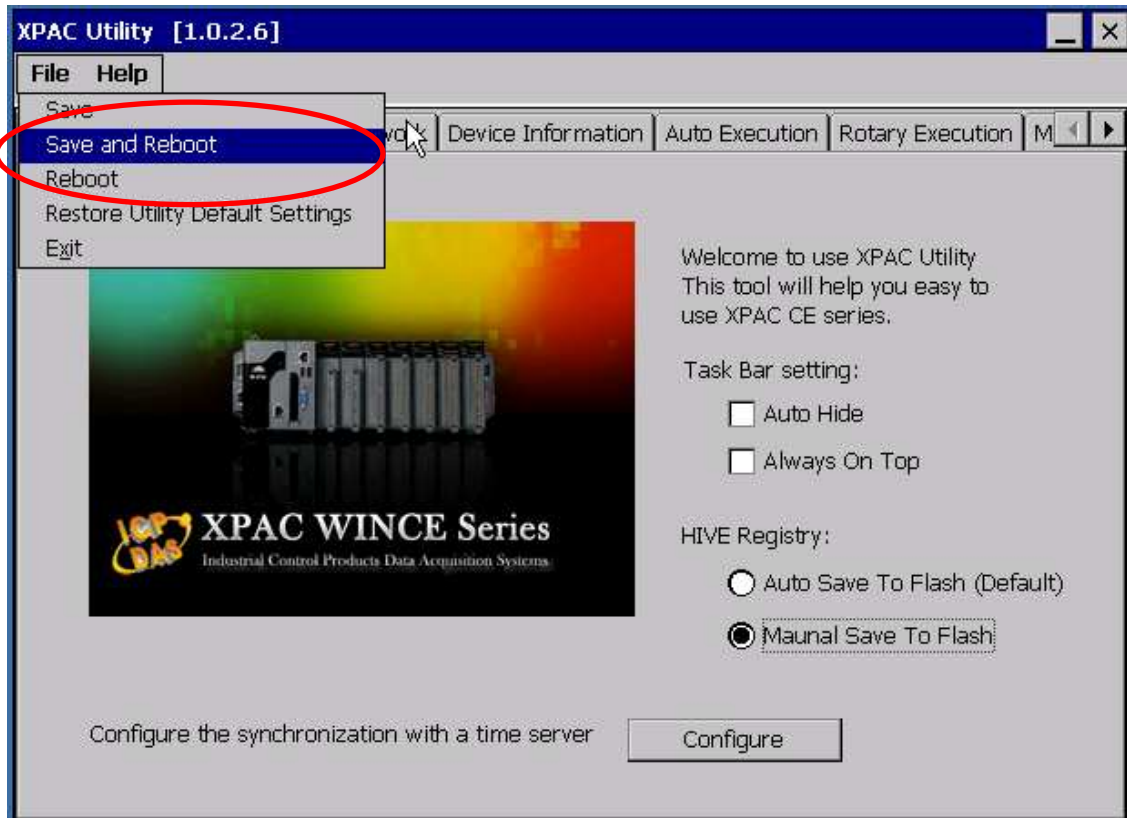 XPAC Utility [1.0.2.6]
File Help
Save
Save and Reboot
Reboot
Restore Utility Default Settings
Exit
Device Information Auto Execution Rotary Execution M
Welcome to use XPAC Utility
This tool will help you easy to
use XPAC CE series.
Task Bar setting:
Auto Hide
Always On Top
ICP
DAS
XPAC WINCE Series
Industrial Control Products Data Acquisition Systems
HIVE Registry:
Auto Save To Flash (Default)
Maunal Save To Flash
Configure the synchronization with a time server
Configure